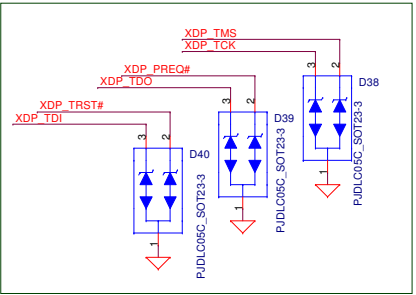 XDP_TMS
XDP_TCK
XDP_PREQ#
XDP_TDO
XDP_TRST#
XDP_TDI
3
2
D38
1
PJDLC05C_SOT23-3
3
2
D39
1
PJDLC05C_SOT23-3
3
2
D40
1
PJDLC05C_SOT23-3